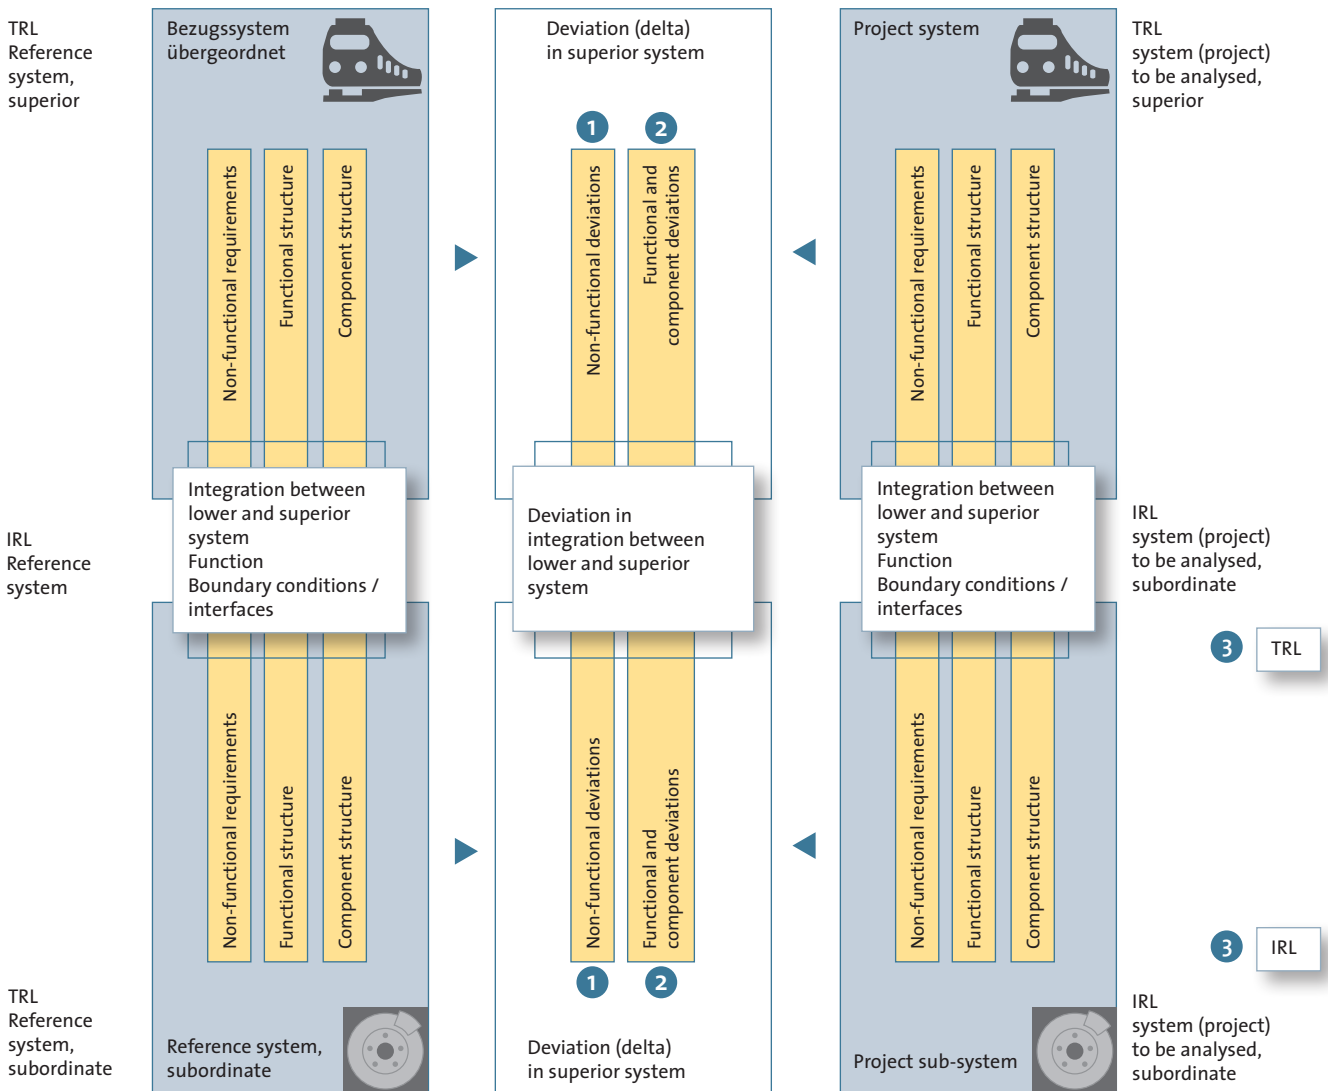 TRL
Reference
system,
superior
Bezugssystem
übergeordnet
Deviation (delta)
in superior system
Project system
TRL
system (project)
to be analysed,
superior
1
2
Non-functional requirements
Functional structure
Component structure
Non-functional deviations
Functional and
component deviations
Non-functional requirements
Functional structure
Component structure
IRL
Reference
system
Integration between
lower and superior
system
Function
Boundary conditions /
interfaces
Deviation in
integration between
lower and superior
system
Integration between
lower and superior
system
Function
Boundary conditions /
interfaces
IRL
system (project)
to be analysed,
subordinate
3
TRL
Non-functional requirements
Functional structure
Component structure
Non-functional deviations
Functional and
component deviations
Non-functional requirements
Functional structure
Component structure
3
IRL
1
2
TRL
Reference
system,
subordinate
Reference system,
subordinate
Deviation (delta)
in superior system
Project sub-system
IRL
system (project)
to be analysed,
subordinate